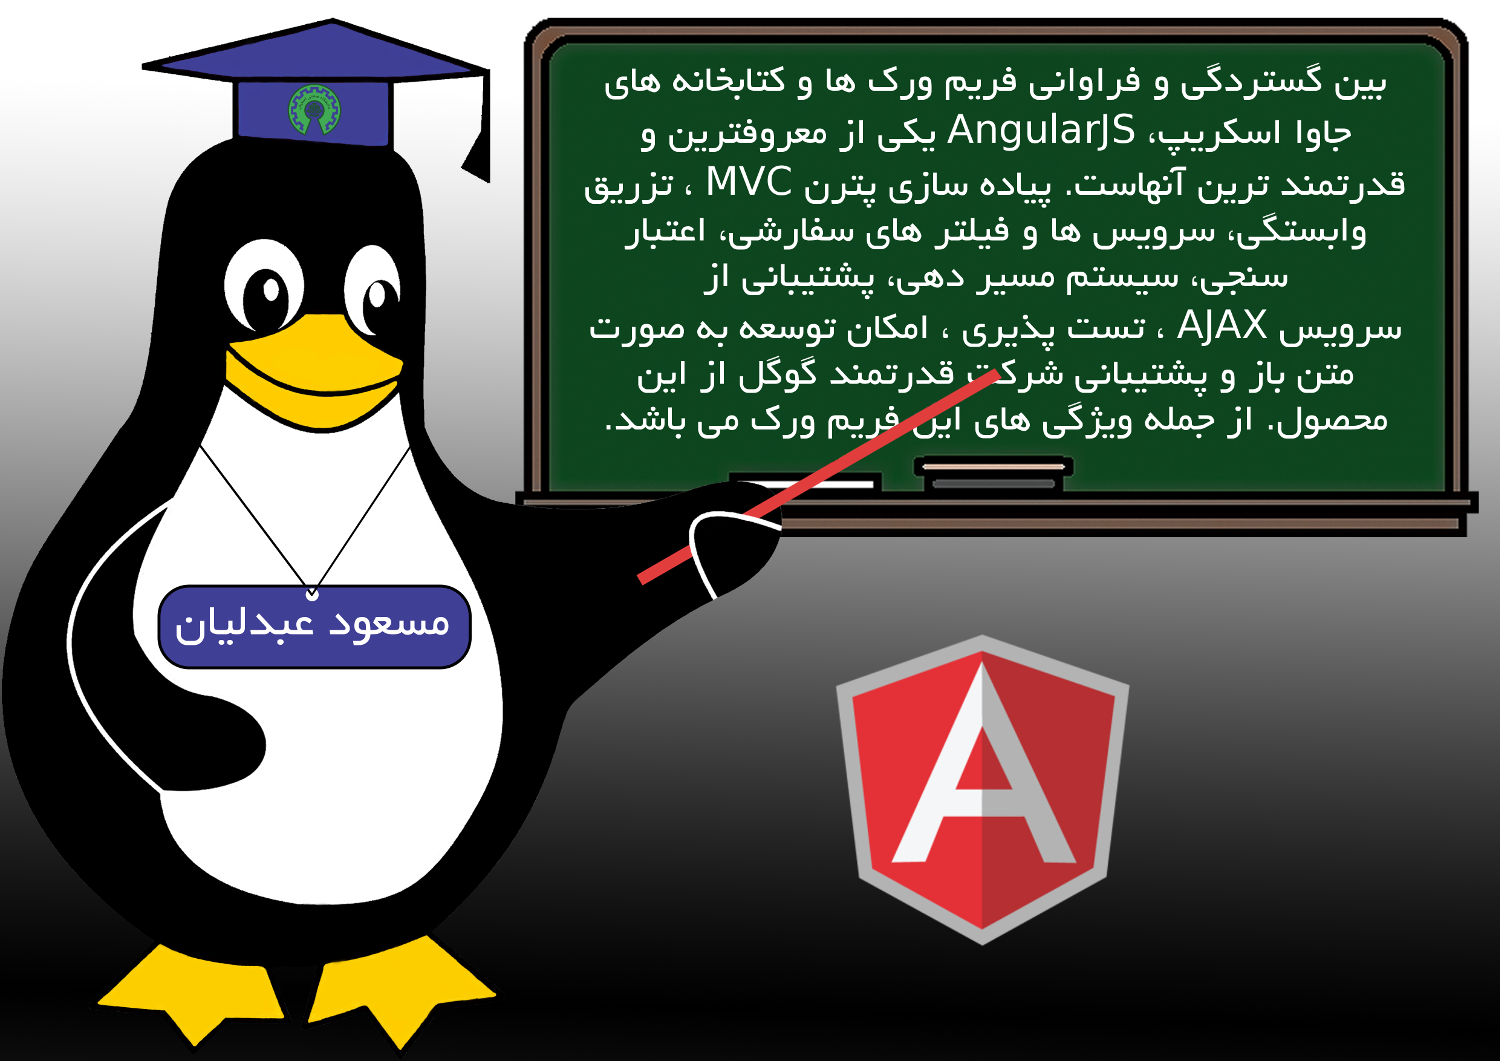 بین گستردگی و فراوانی فریم ورک ها و کتابخانه های
جاوا اسکریپ، AngularJS یکی از معروفترین و
قدرتمند ترین آنهاست. پیاده سازی پترن MVC ، تزریق
وابستگی، سرویس ها و فیلتر های سفارشی، اعتبار
سنجی، سیستم مسیر دهی، پشتیبانی از
سرویس AJAX ، تست پذیری ، امکان توسعه به صورت
متن باز و پشتیبانی شرکت قدرتمند گوگل از این
محصول. از جمله ویژگی های این فریم ورک می باشد.
مسعود عبدلیان
A